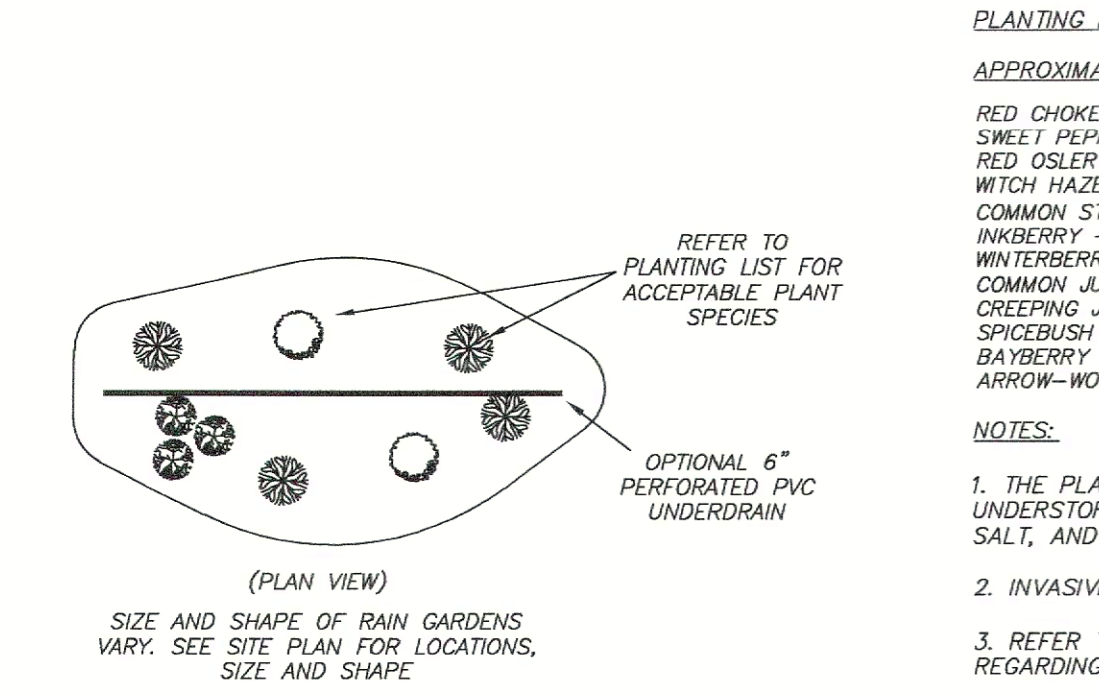 REFER TO
PLANTING LIST FOR
ACCEPTABLE PLANT
SPECIES
OPTIONAL 6"
PERFORATED PVC
UNDERDRAIN
(PLAN VIEW)
SIZE AND SHAPE OF RAIN GARDENS
VARY. SEE SITE PLAN FOR LOCATIONS,
SIZE AND SHAPE
PLANTING
APPROXIMA
RED CHOKE
SWEET PEP
RED OSLER
WITCH HAZE
COMMON ST
INKBERRY -
WINTERBERR
COMMON JU
CREEPING J
SPICEBUSH
BAYBERRY
ARROW-WO
NOTES:
1. THE PLA
UNDERSTOR
SALT, AND
2. INVASIV
3. REFER
REGARDING